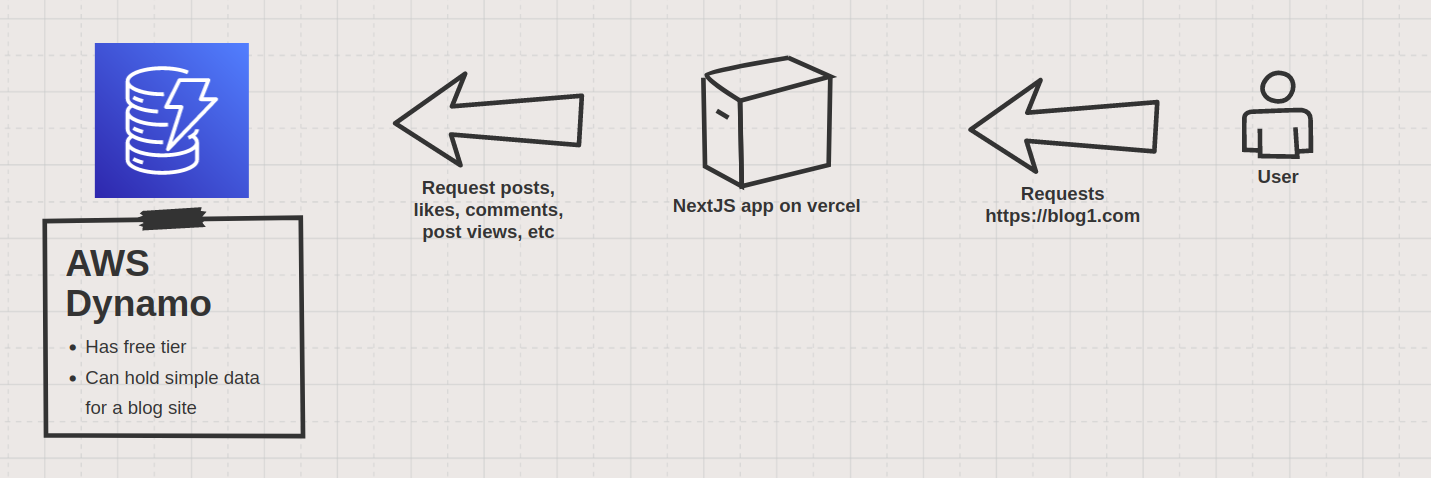 Request posts,
likes, comments,
post views, etc
NextJS app on vercel
Requests
https://blog1.com
User
AWS
Dynamo
• Has free tier
• Can hold simple data
for a blog site